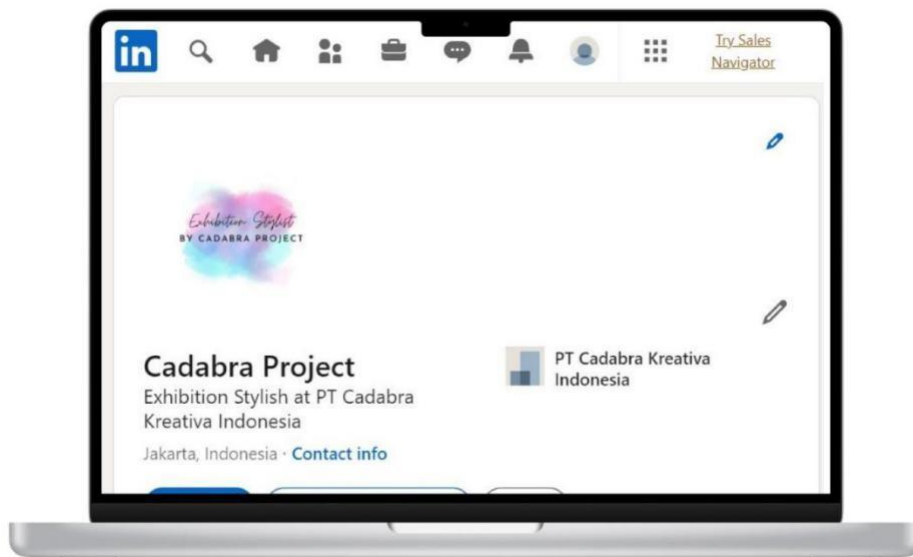 in
Try Sales
Navigator
Exhibition Stylist
BY CADABRA PROJECT
Cadabra Project
Exhibition Stylish at PT Cadabra
Kreativa Indonesia
Jakarta, Indonesia · Contact info
PT Cadabra Kreativa
Indonesia